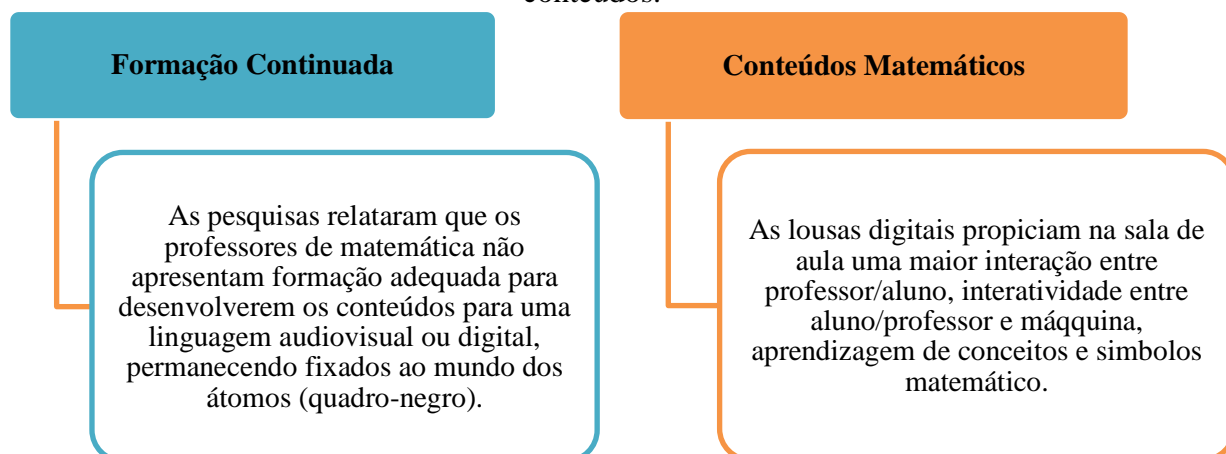 conteúdos.
Formação Continuada
As pesquisas relataram que os
professores de matemática não
apresentam formação adequada para
desenvolverem os conteúdos para uma
linguagem audiovisual ou digital,
permanecendo fixados ao mundo dos
átomos (quadro-negro).
Conteúdos Matemáticos
As lousas digitais propiciam na sala de
aula uma maior interação entre
professor/aluno, interatividade entre
aluno/professor e máqquina,
aprendizagem de conceitos e simbolos
matemático.